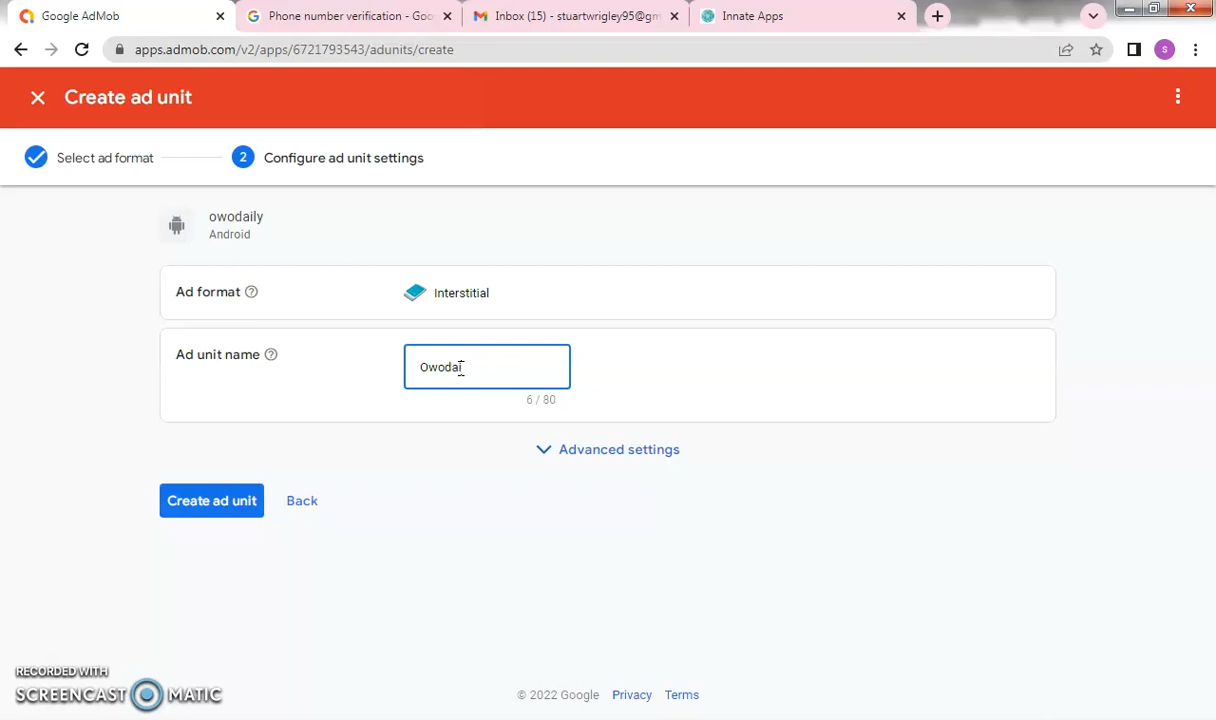 Google AdMob
Phone number verification - Goo
Inbox (15) - stuartwrigley95@gm
Innate Apps
apps.admob.com/v2/apps/6721793543/adunits/create
S
Create ad unit
Select ad format
2
Configure ad unit settings
owodaily
Android
Ad format
Interstitial
Ad unit name
Owodai
6 / 80
Advanced settings
Create ad unit
Back
RECORDED WITH
SCREENCAST MATIC
© 2022 Google
Privacy
Terms